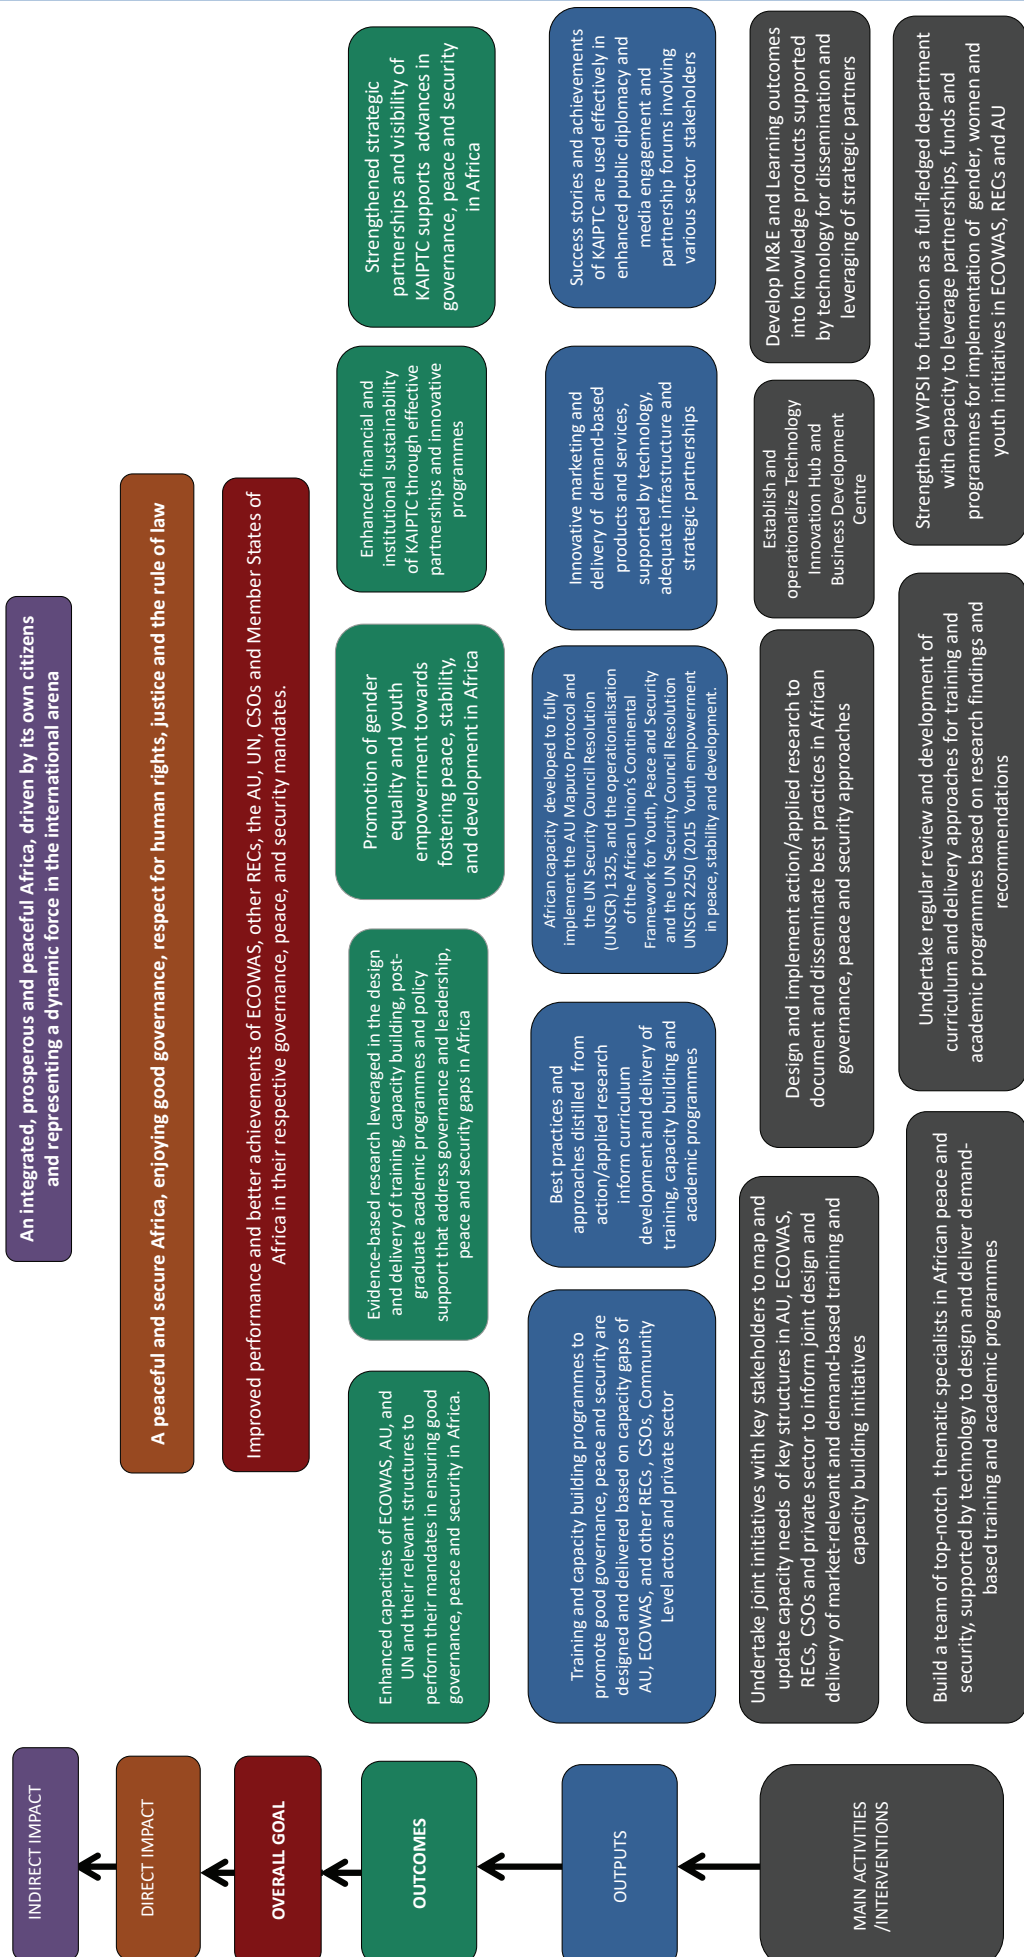 INDIRECT IMPACT
An integrated, prosperous and peaceful Africa, driven by its own citizens
and representing a dynamic force in the international arena
DIRECT IMPACT
A peaceful and secure Africa, enjoying good governance, respect for human rights, justice and the rule of law
OVERALL GOAL
Improved performance and better achievements of ECOWAS, other RECs, the AU, UN, CSOs and Member States of
Africa in their respective governance, peace, and security mandates.
OUTCOMES
Enhanced capacities of ECOWAS, AU, and
UN and their relevant structures to
perform their mandates in ensuring good
governance, peace and security in Africa.
Evidence-based research leveraged in the design
and delivery of training, capacity building, post-
graduate academic programmes and policy
support that address governance and leadership,
peace and security gaps in Africa
Promotion of gender
equality and youth
empowerment towards
fostering peace, stability,
and development in Africa
Enhanced financial and
institutional sustainability
of KAIPTC through effective
partnerships and innovative
programmes
Strengthened strategic
partnerships and visibility of
KAIPTC supports advances in
governance, peace and security
in Africa
OUTPUTS
Training and capacity building programmes to
promote good governance, peace and security are
designed and delivered based on capacity gaps of
AU, ECOWAS, and other RECs , CSOs, Community
Level actors and private sector
Best practices and
approaches distilled from
action/applied research
inform curriculum
development and delivery of
training, capacity building and
academic programmes
African capacity developed to fully
implement the AU Maputo Protocol and
the UN Security Council Resolution
(UNSCR) 1325, and the operationalisation
of the African Union's Continental
Framework for Youth, Peace and Security
and the UN Security Council Resolution
UNSCR 2250 (2015 Youth empowerment
in peace, stability and development.
Innovative marketing and
delivery of demand-based
products and services,
supported by technology,
adequate infrastructure and
strategic partnerships
Success stories and achievements
of KAIPTC are used effectively in
enhanced public diplomacy and
media engagement and
partnership forums involving
various sector stakeholders
MAIN ACTIVITIES
/INTERVENTIONS
Undertake joint initiatives with key stakeholders to map and
update capacity needs of key structures in AU, ECOWAS,
RECs, CSOs and private sector to inform joint design and
delivery of market-relevant and demand-based training and
capacity building initiatives
Design and implement action/applied research to
document and disseminate best practices in African
governance, peace and security approaches
Establish and
operationalize Technology
Innovation Hub and
Business Development
Centre
Develop M&E and Learning outcomes
into knowledge products supported
by technology for dissemination and
leveraging of strategic partners
Build a team of top-notch thematic specialists in African peace and
security, supported by technology to design and deliver demand-
based training and academic programmes
Undertake regular review and development of
curriculum and delivery approaches for training and
academic programmes based on research findings and
recommendations
Strengthen WYPSI to function as a full-fledged department
with capacity to leverage partnerships, funds and
programmes for implementation of gender, women and
youth initiatives in ECOWAS, RECs and AU